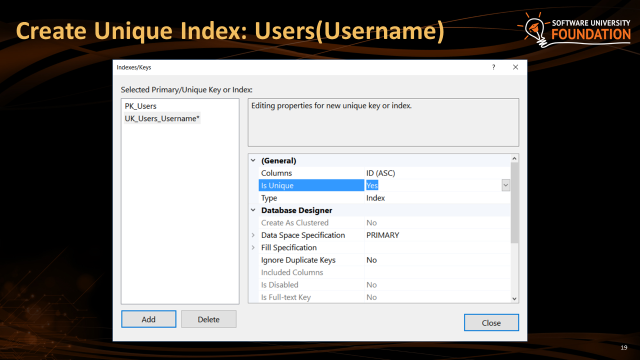 Create Unique Index: Users(Username)
SOFTWARE UNIVERSITY
FOUNDATION
Indexes/Keys
? ×
Selected Primary/Unique Key or Index:
PK_Users
UK_Users_Username*
Editing properties for new unique key or index.
(General)
Columns ID (ASC)
Is Unique Yes
Type Index
Database Designer
Create As Clustered No
Data Space Specification PRIMARY
Fill Specification
Ignore Duplicate Keys No
Included Columns
Is Disabled No
Is Full-text Key No
Add Delete
Close
19